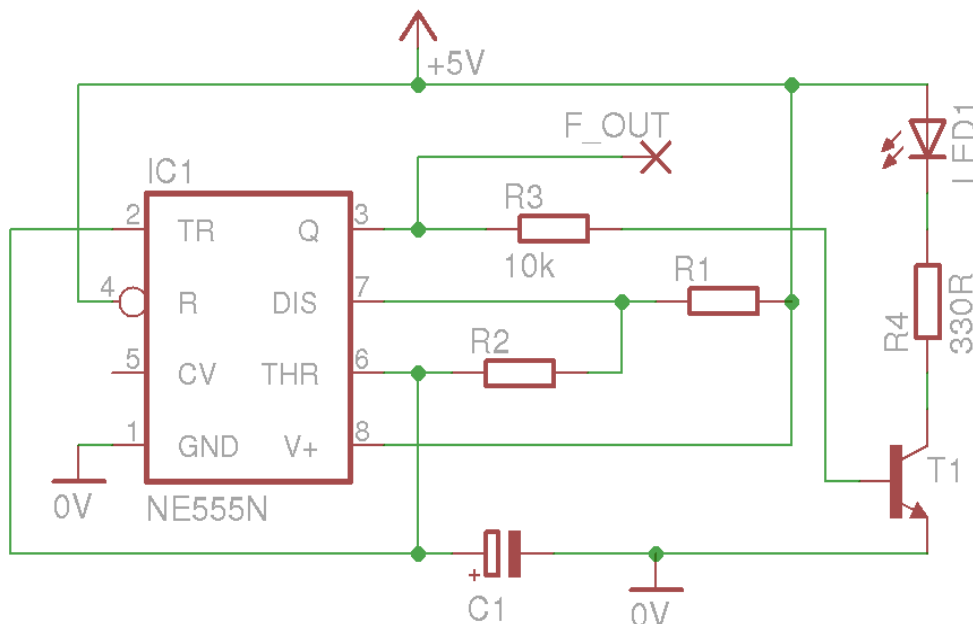 +5V
F_OUT
LED1
IC1
2
TR
Q
3
R3
10k
4
R
DIS
7
R1
R4
330R
5
CV
THR
6
R2
1
GND
V+
8
0V
NE555N
T1
+
C1
0V